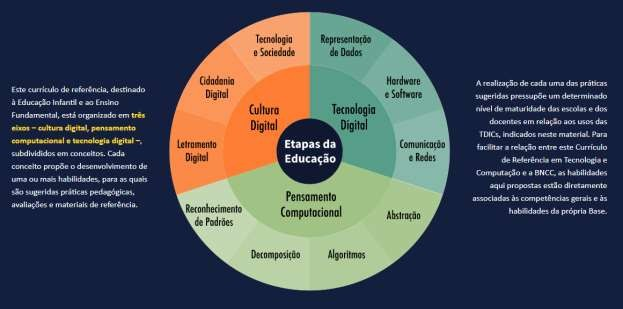 Este currículo de referência, destinado
à Educação Infantil e ao Ensino
Fundamental, está organizado em três
eixos – cultura digital, pensamento
computacional e tecnologia digital –,
subdivididos em conceitos. Cada
conceito propõe o desenvolvimento de
uma ou mais habilidades, para as quais
são sugeridas práticas pedagógicas,
avaliações e materiais de referência.
Tecnologia
e Sociedade
Representação
de Dados
Cidadania
Digital
Hardware
e Software
Cultura
Digital
Tecnologia
Digital
Letramento
Digital
Etapas da
Educação
Comunicação
e Redes
Pensamento
Computacional
Reconhecimento
de Padrões
Abstração
Decomposição
Algoritmos
A realização de cada uma das práticas
sugeridas pressupõe um determinado
nível de maturidade das escolas e dos
docentes em relação aos usos das
TDICs, indicados neste material. Para
facilitar a relação entre este Currículo
de Referência em Tecnologia e
Computação e a BNCC, as habilidades
aqui propostas estão diretamente
associadas às competências gerais e às
habilidades da própria Base.